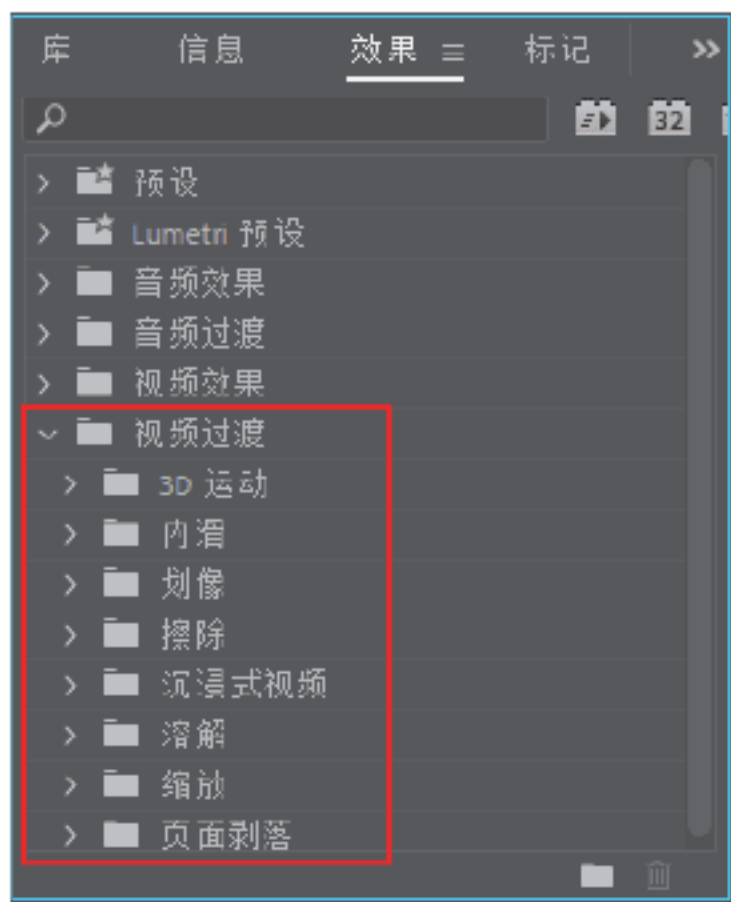 库 信息 效果 标记
32
预设
Lumetri 预设
音频效果
音频过渡
视频效果
视频过渡
3D 运动
内滑
划像
擦除
沉浸式视频
溶解
缩放
页面剥落